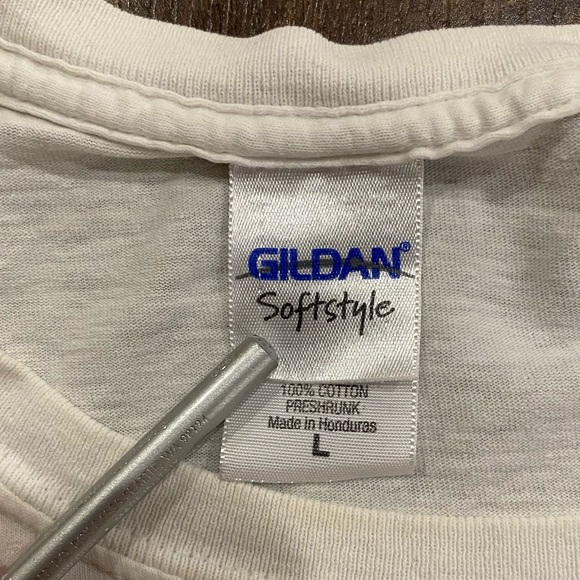 GILDAN®
Softstyle
100% COTTON
PRESHRUNK
Made in Honduras
L